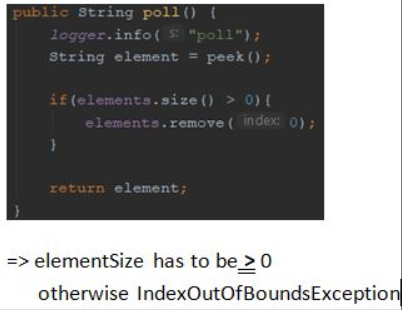 public String poll() {
logger.info( s: "poll");
String element = peek();
if(elements.size() > 0){
elements.remove( index: 0);
}
return element;
}
=> elementSize has to be > 0
otherwise IndexOutOfBoundsException